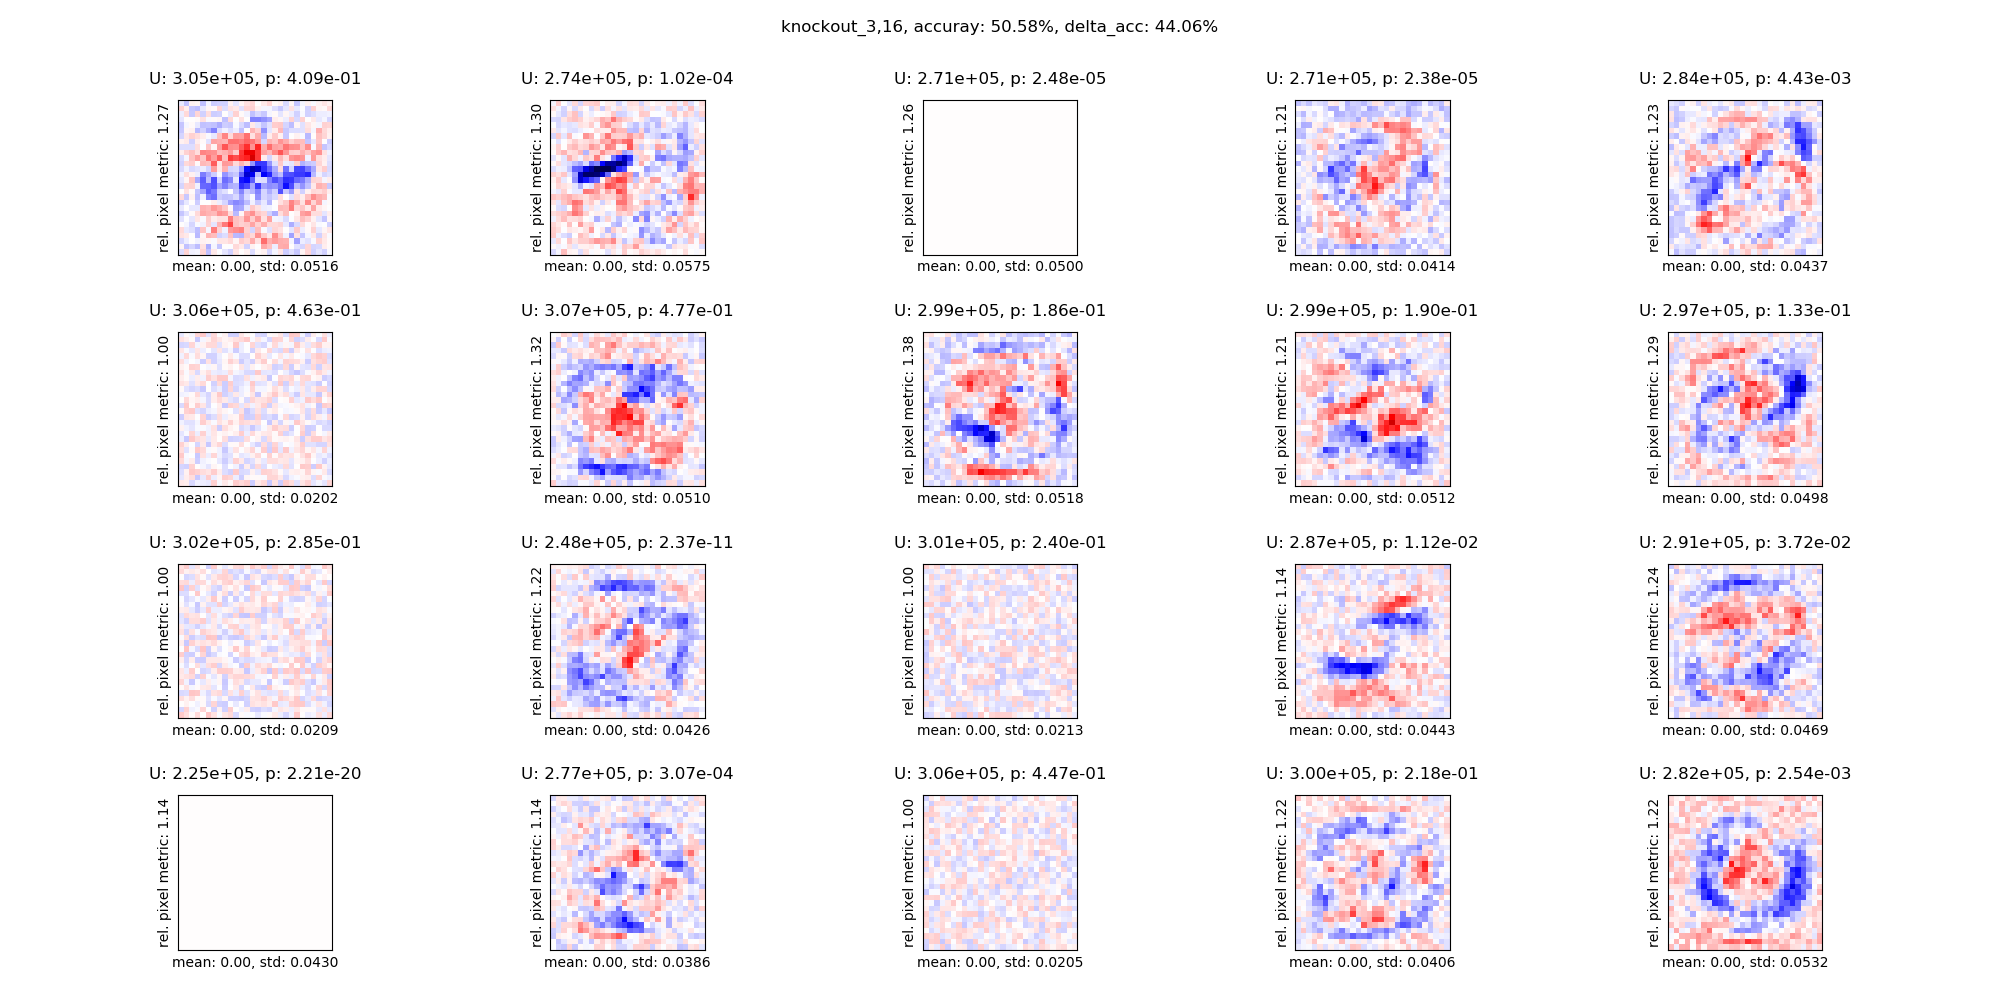 knockout_3,16, accuray: 50.58%, delta_acc: 44.06%
U: 3.05e+05, p: 4.09e-01
rel. pixel metric: 1.27
mean: 0.00, std: 0.0516
U: 2.74e+05, p: 1.02e-04
rel. pixel metric: 1.30
mean: 0.00, std: 0.0575
U: 2.71e+05, p: 2.48e-05
rel. pixel metric: 1.26
mean: 0.00, std: 0.0500
U: 2.71e+05, p: 2.38e-05
rel. pixel metric: 1.21
mean: 0.00, std: 0.0414
U: 2.84e+05, p: 4.43e-03
rel. pixel metric: 1.23
mean: 0.00, std: 0.0437
U: 3.06e+05, p: 4.63e-01
rel. pixel metric: 1.00
mean: 0.00, std: 0.0202
U: 3.07e+05, p: 4.77e-01
rel. pixel metric: 1.32
mean: 0.00, std: 0.0510
U: 2.99e+05, p: 1.86e-01
rel. pixel metric: 1.38
mean: 0.00, std: 0.0518
U: 2.99e+05, p: 1.90e-01
rel. pixel metric: 1.21
mean: 0.00, std: 0.0512
U: 2.97e+05, p: 1.33e-01
rel. pixel metric: 1.29
mean: 0.00, std: 0.0498
U: 3.02e+05, p: 2.85e-01
rel. pixel metric: 1.00
mean: 0.00, std: 0.0209
U: 2.48e+05, p: 2.37e-11
rel. pixel metric: 1.22
mean: 0.00, std: 0.0426
U: 3.01e+05, p: 2.40e-01
rel. pixel metric: 1.00
mean: 0.00, std: 0.0213
U: 2.87e+05, p: 1.12e-02
rel. pixel metric: 1.14
mean: 0.00, std: 0.0443
U: 2.91e+05, p: 3.72e-02
rel. pixel metric: 1.24
mean: 0.00, std: 0.0469
U: 2.25e+05, p: 2.21e-20
rel. pixel metric: 1.14
mean: 0.00, std: 0.0430
U: 2.77e+05, p: 3.07e-04
rel. pixel metric: 1.14
mean: 0.00, std: 0.0386
U: 3.06e+05, p: 4.47e-01
rel. pixel metric: 1.00
mean: 0.00, std: 0.0205
U: 3.00e+05, p: 2.18e-01
rel. pixel metric: 1.22
mean: 0.00, std: 0.0406
U: 2.82e+05, p: 2.54e-03
rel. pixel metric: 1.22
mean: 0.00, std: 0.0532